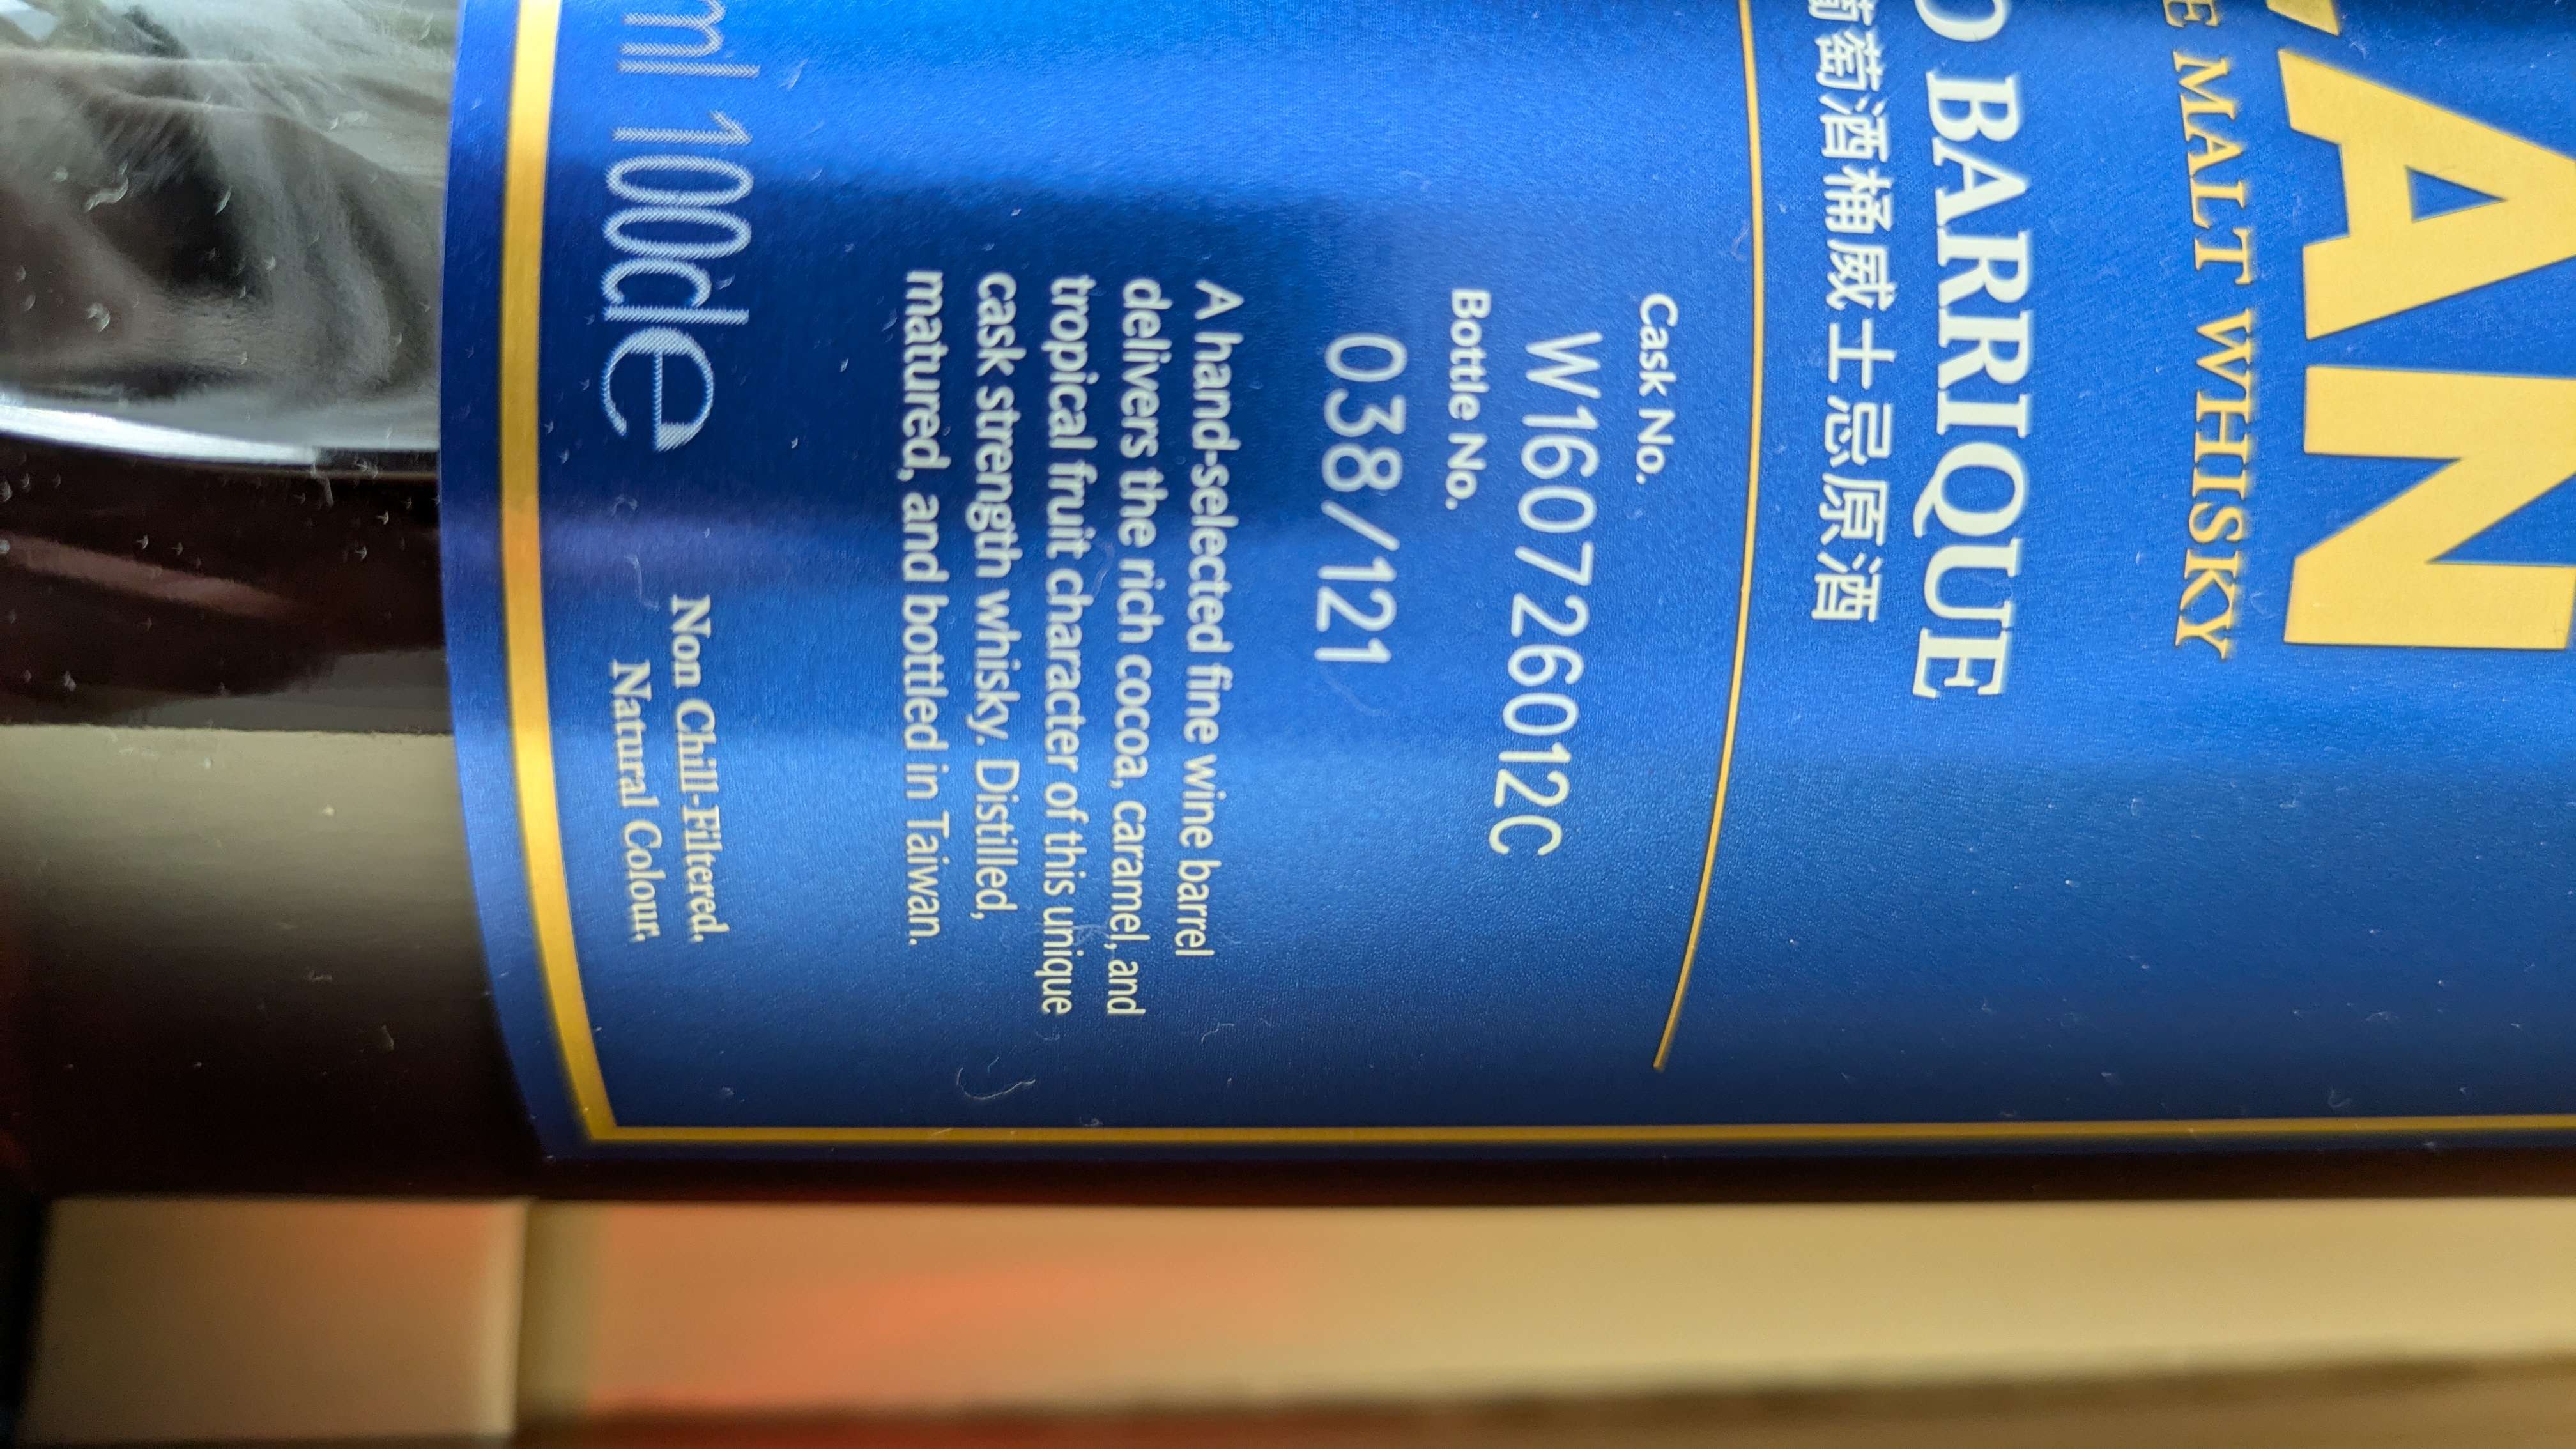 AN
MALT WHISKY
BARRIQUE
萄酒桶威士忌原酒
Cask No.
W160726012C
Bottle No.
038/121
A hand-selected fine wine barrel
delivers the rich cocoa, caramel, and
tropical fruit character of this unique
cask strength whisky. Distilled,
matured, and bottled in Taiwan.
ml 100cl e
Non Chill-Filtered.
Natural Colour.